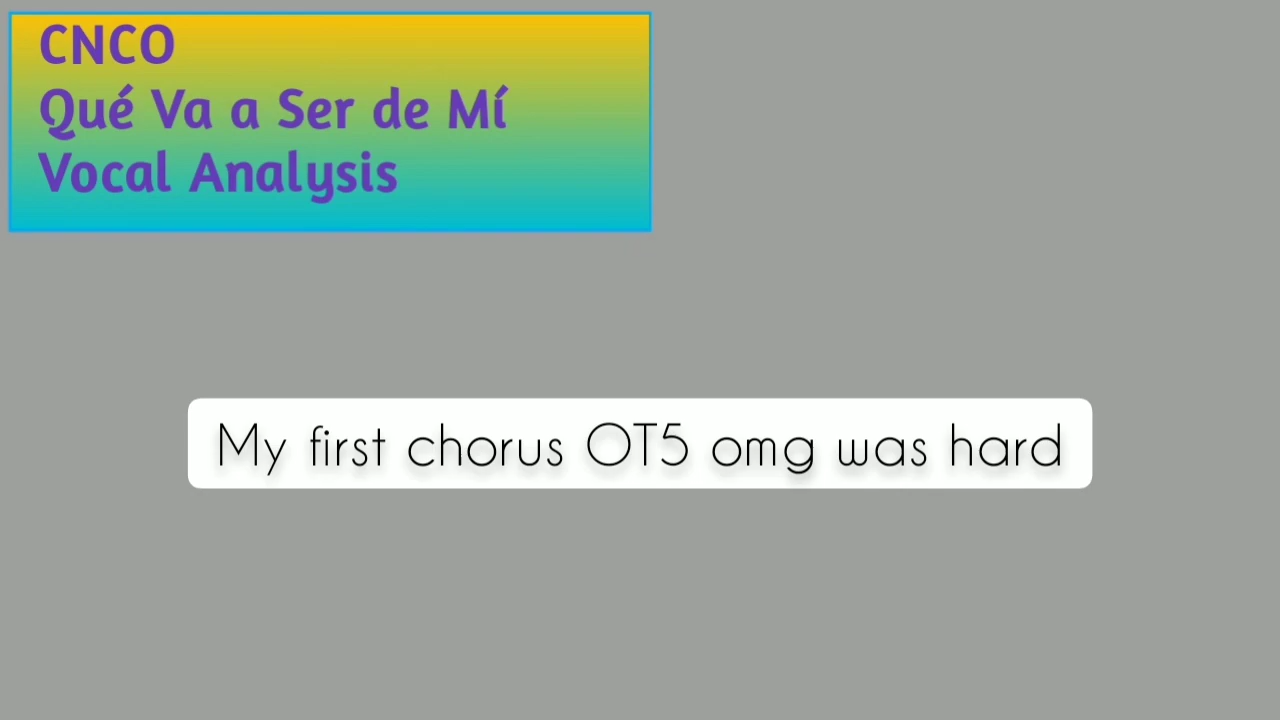 CNCO
Qué Va a Ser de Mí
Vocal Analysis
My first chorus OT5 omg was hard